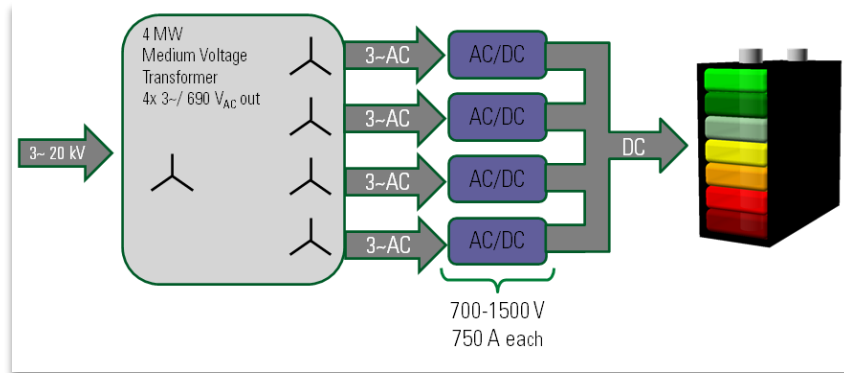 4 MW
Medium Voltage
Transformer
4x 3~/ 690 VAC out
3~ 20 kV
3~AC
AC/DC
3~AC
AC/DC
3~AC
AC/DC
3~AC
AC/DC
DC
700-1500 V
750 A each